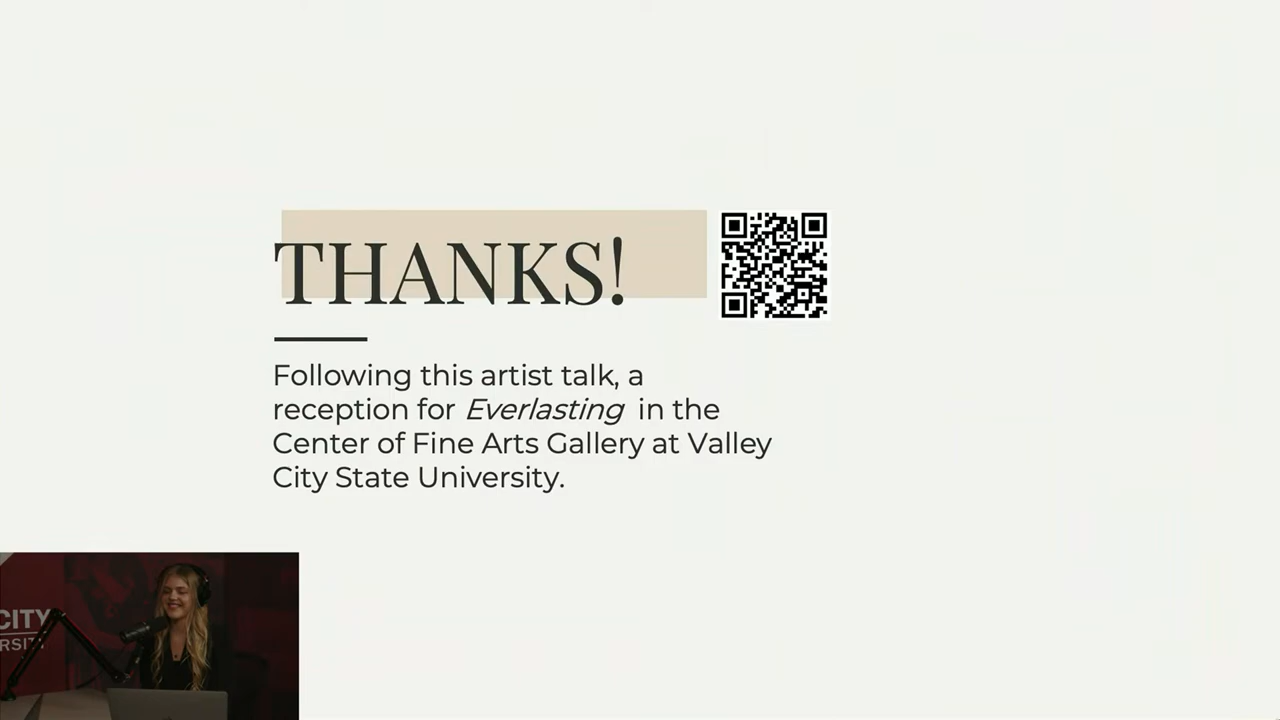 THANKS!
Following this artist talk, a
reception for Everlasting in the
Center of Fine Arts Gallery at Valley
City State University.
CITY
RSITY